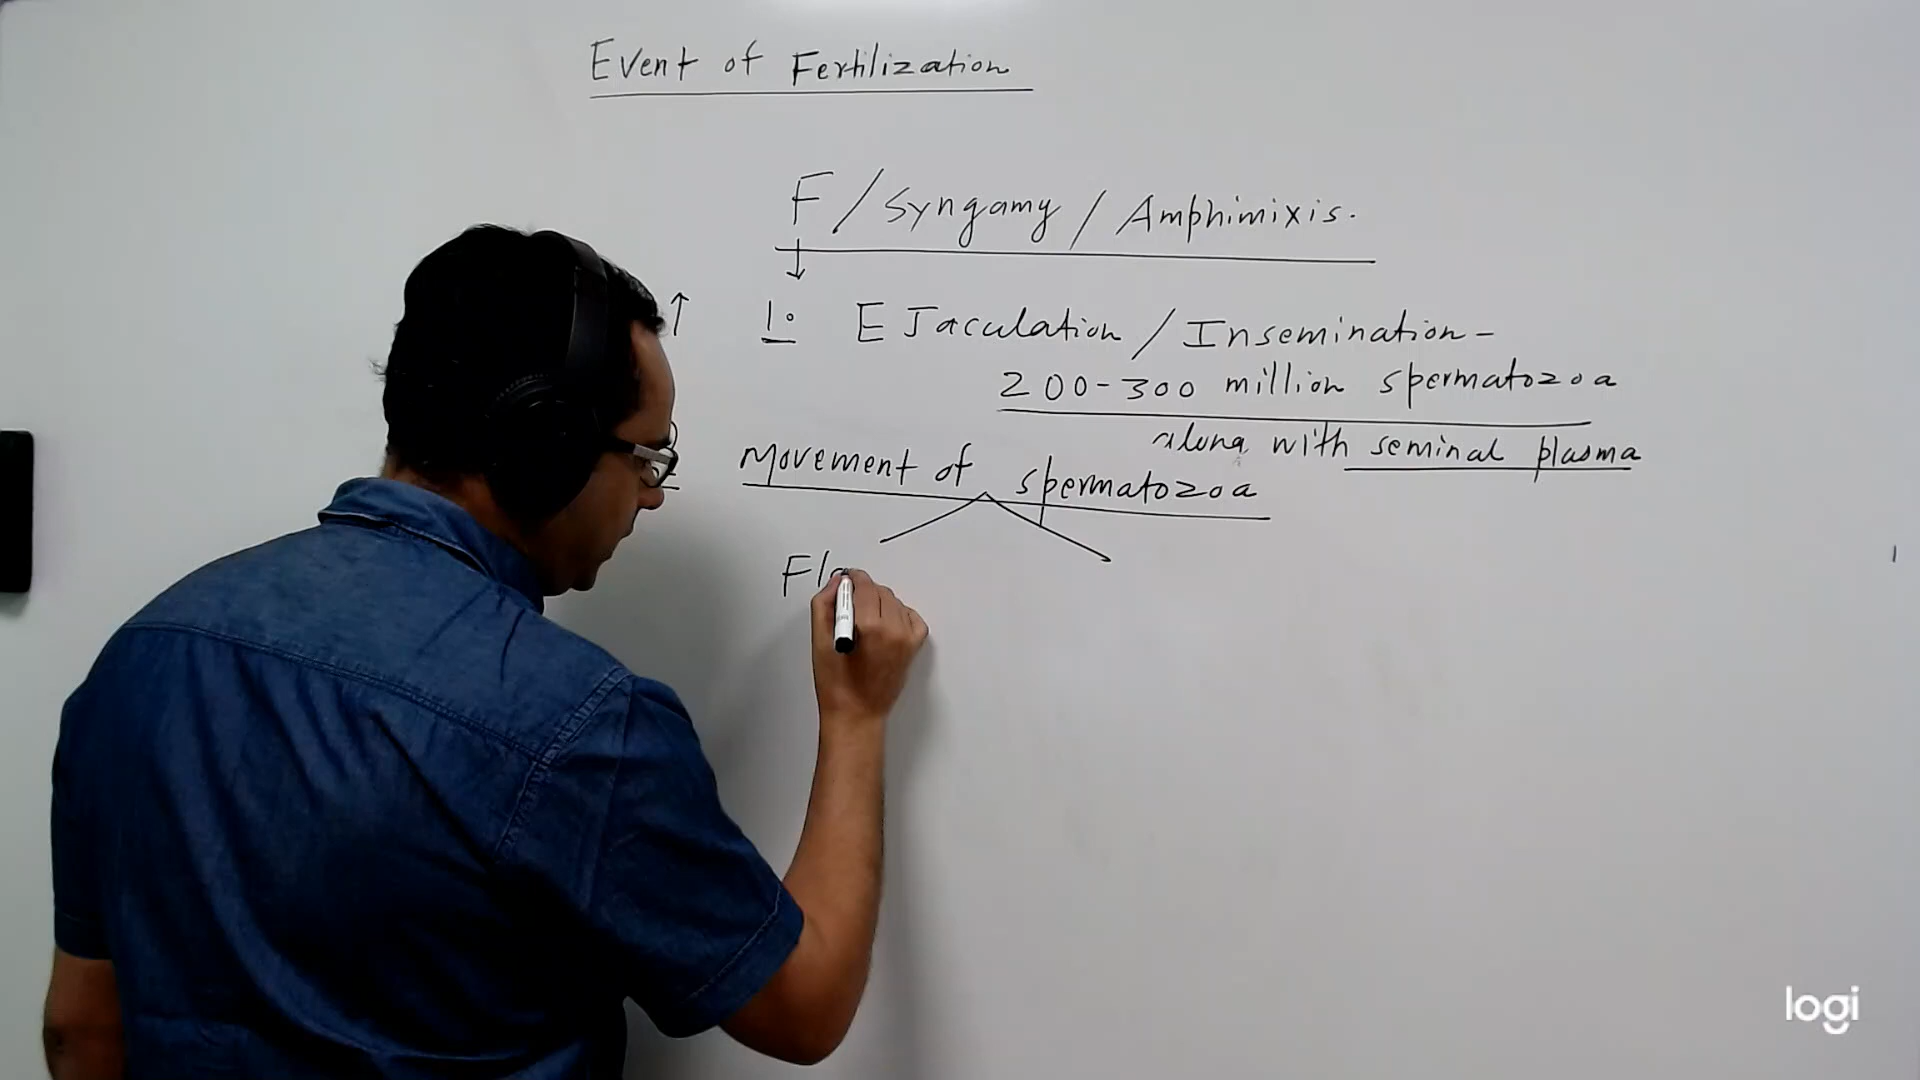 Event of Fertilization
F / Syngamy / Amphimixis.
1. EJaculation / Insemination -
200-300 million spermatozoa
along with seminal plasma
Movement of spermatozoa
Fla
logi